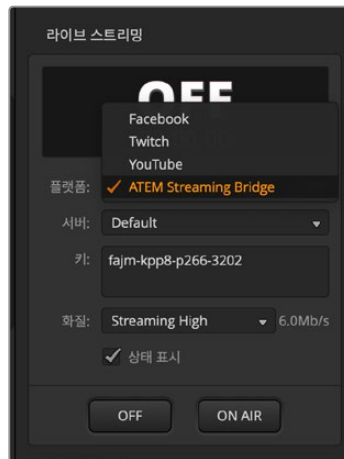 라이브 스트리밍
OFF
Facebook
Twitch
YouTube
플랫폼: ✓ ATEM Streaming Bridge
서버: Default
키: fajm-kpp8-p266-3202
화질: Streaming High 6.0Mb/s
✓ 상태 표시
OFF ON AIR